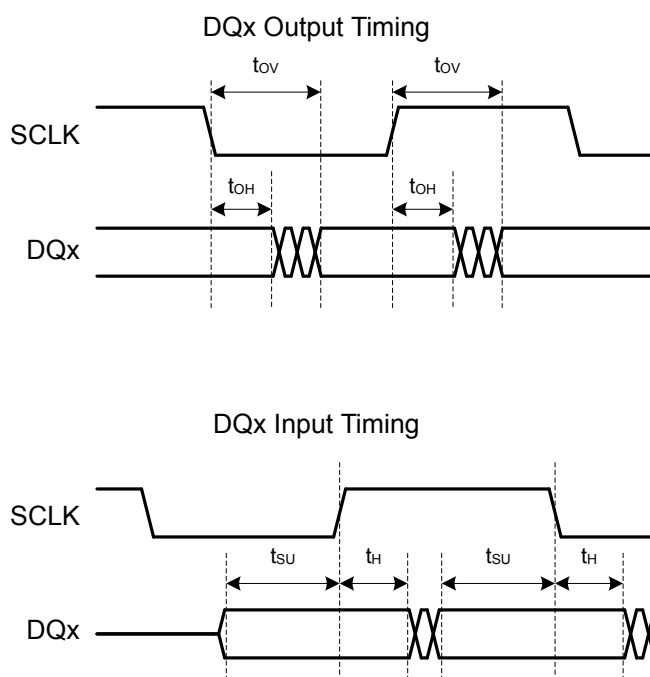 DQx Output Timing
tOV tOV
SCLK
tOH tOH
DQx
DQx Input Timing
SCLK
tSU tH tSU tH
DQx